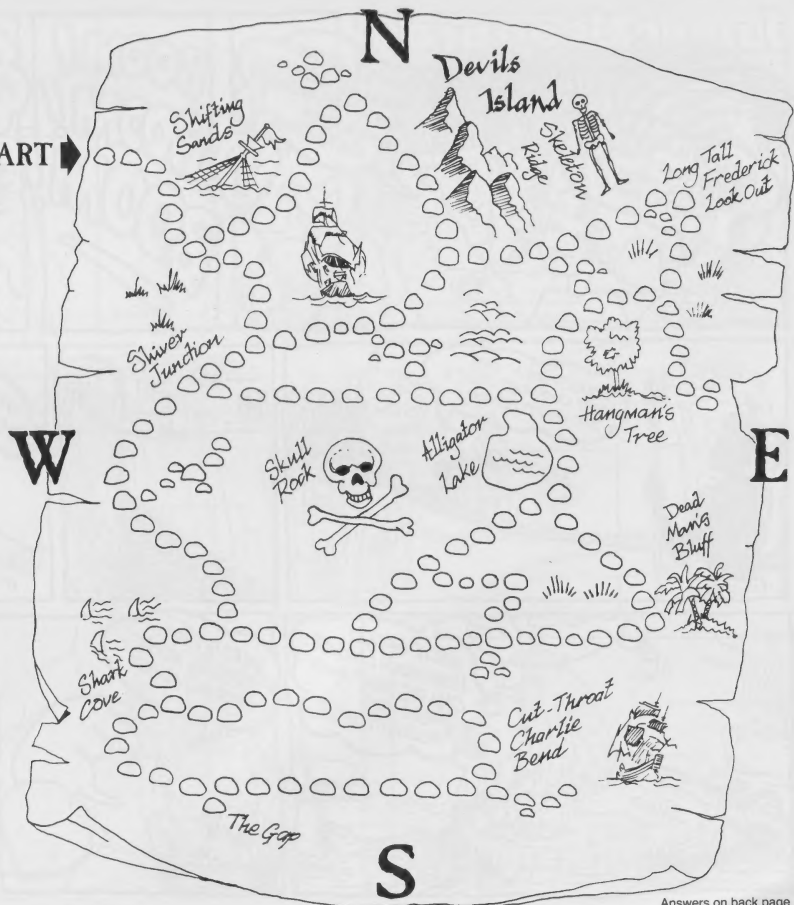 N
Devils
Island
Shifting
Sands
ART
Skeleton
Ridge
Long Tall
Frederick
Look Out
Shiver
Junction
Hangman's
Tree
W
Skull
Rock
Alligator
Lake
E
Dead
Man's
Bluff
Shark
Cove
Cut-Throat
Charlie
Bend
The Gap
S
Answers on back page